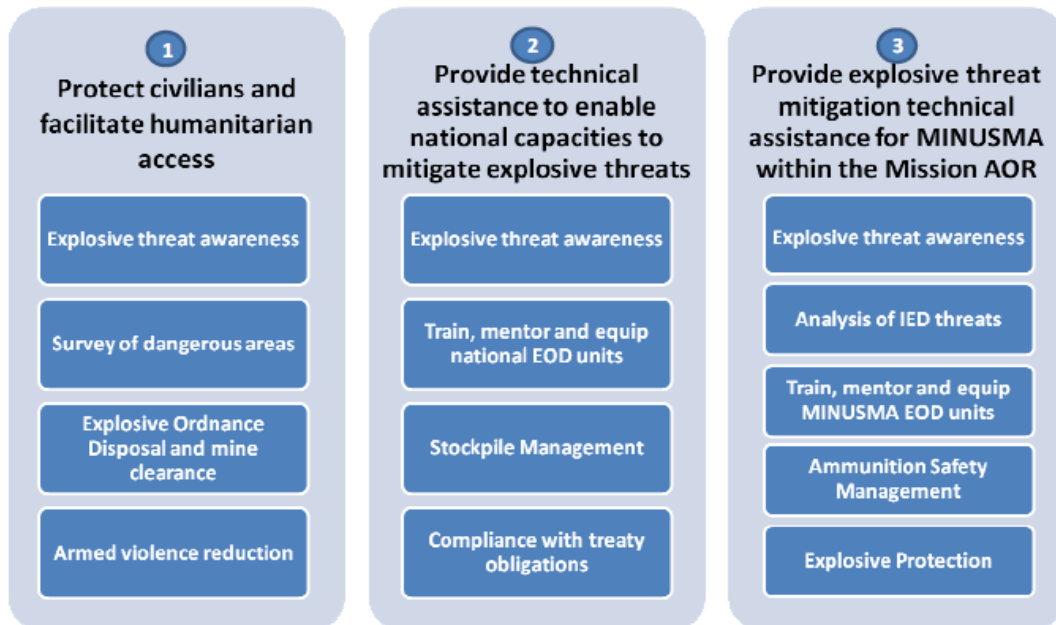 1
Protect civilians and
facilitate humanitarian
access
Explosive threat awareness
Survey of dangerous areas
Explosive Ordnance
Disposal and mine
clearance
Armed violence reduction
2
Provide technical
assistance to enable
national capacities to
mitigate explosive threats
Explosive threat awareness
Train, mentor and equip
national EOD units
Stockpile Management
Compliance with treaty
obligations
3
Provide explosive threat
mitigation technical
assistance for MINUSMA
within the Mission AOR
Explosive threat awareness
Analysis of IED threats
Train, mentor and equip
MINUSMA EOD units
Ammunition Safety
Management
Explosive Protection